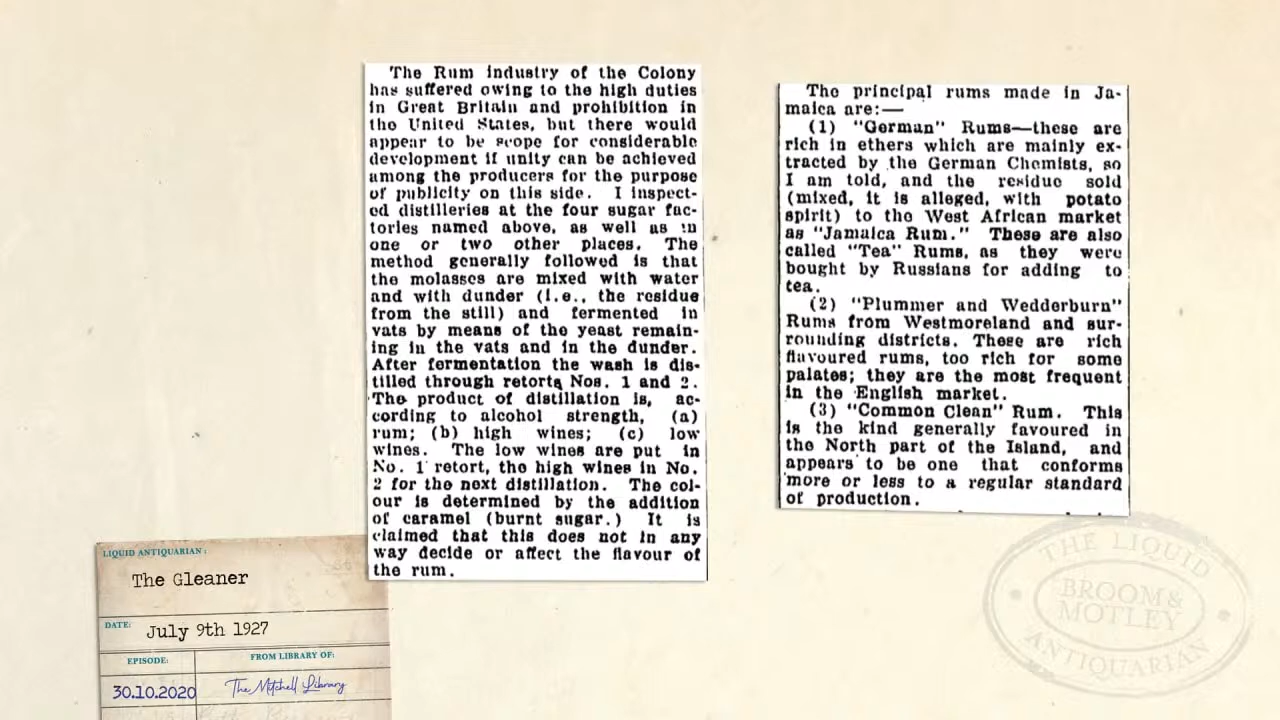 The Rum industry of the Colony
has suffered owing to the high duties
in Great Britain and prohibition in
the United States, but there would
appear to be scope for considerable
development if unity can be achieved
among the producers for the purpose
of publicity on this side. I inspect-
ed distilleries at the four sugar fac-
tories named above, as well as in
one or two other places. The
method generally followed is that
the molasses are mixed with water
and with dunder (i.e., the residue
from the still) and fermented in
vats by means of the yeast remain-
ing in the vats and in the dunder.
After fermentation the wash is dis-
tilled through retorts Nos. 1 and 2.
The product of distillation is, ac-
cording to alcohol strength, (a)
rum; (b) high wines; (c) low
wines. The low wines are put in
No. 1 retort, the high wines in No.
2 for the next distillation. The col-
our is determined by the addition
of caramel (burnt sugar.) It is
claimed that this does not in any
way decide or affect the flavour of
the rum.
The principal rums made in Ja-
maica are:—
(1) "German" Rums—these are
rich in ethers which are mainly ex-
tracted by the German Chemists, so
I am told, and the residue sold
(mixed, it is alleged, with potato
spirit) to the West African market
as "Jamaica Rum." These are also
called "Tea" Rums, as they were
bought by Russians for adding to
tea.
(2) "Plummer and Wedderburn"
Rums from Westmoreland and sur-
rounding districts. These are rich
flavoured rums, too rich for some
palates; they are the most frequent
in the English market.
(3) "Common Clean" Rum. This
is the kind generally favoured in
the North part of the Island, and
appears to be one that conforms
more or less to a regular standard
of production.
LIQUID ANTIQUARIAN :
The Gleaner
DATE: July 9th 1927
EPISODE: FROM LIBRARY OF:
30.10.2020 The Mitchell Library
THE LIQUID
BROOM &
MOTLEY
ANTIQUARIAN